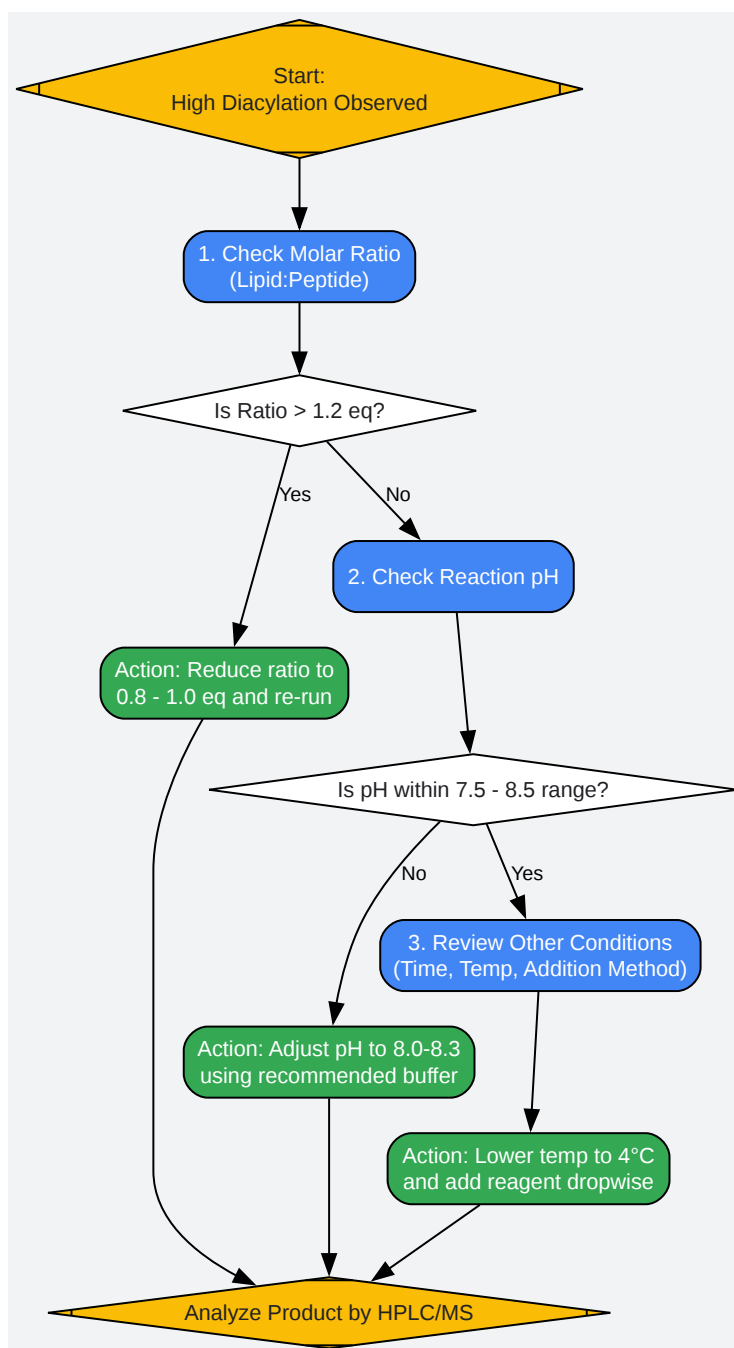 Start:
High Diacylation Observed
1. Check Molar Ratio
(Lipid:Peptide)
Is Ratio > 1.2 eq?
Yes
No
2. Check Reaction pH
Action: Reduce ratio to
0.8 - 1.0 eq and re-run
Is pH within 7.5 - 8.5 range?
No
Yes
3. Review Other Conditions
(Time, Temp, Addition Method)
Action: Adjust pH to 8.0-8.3
using recommended buffer
Action: Lower temp to 4°C
and add reagent dropwise
Analyze Product by HPLC/MS